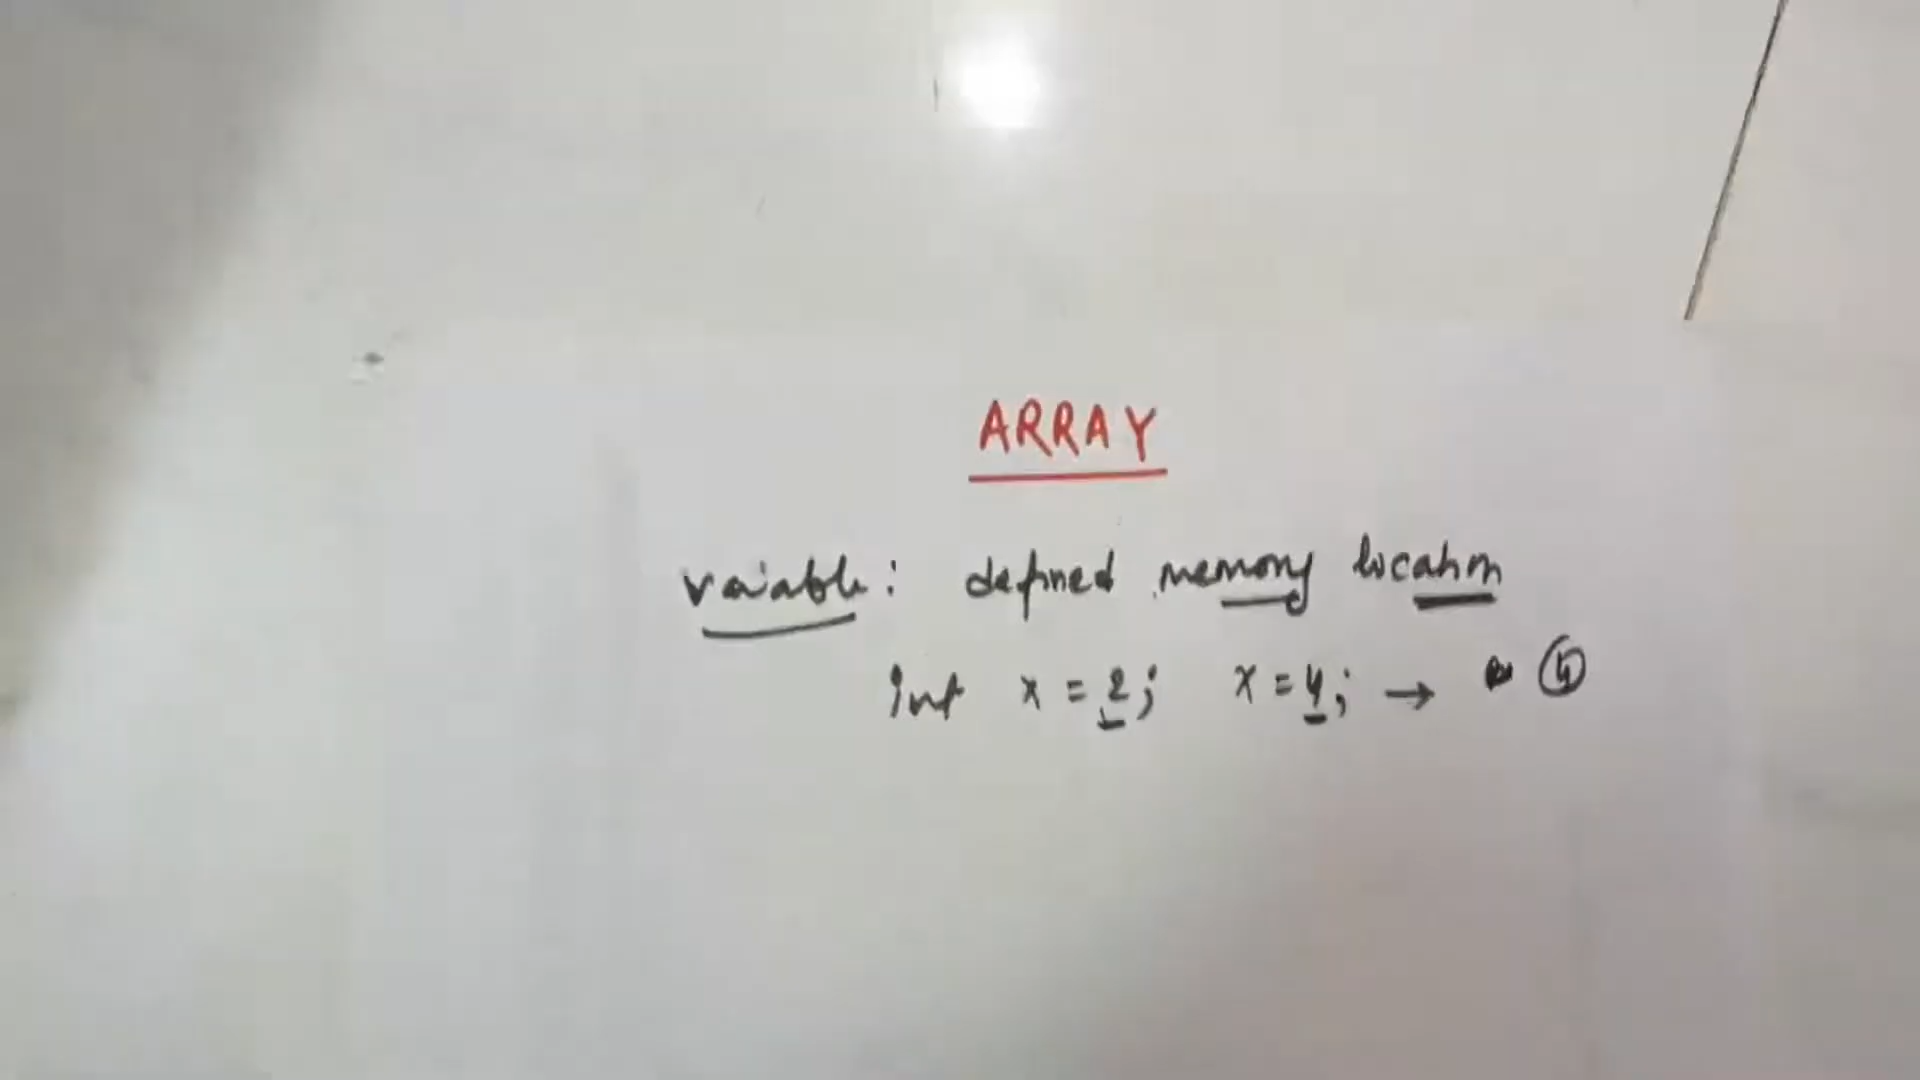 ARRAY
variable: defined memory location
int x = 2; x = 4; → ④